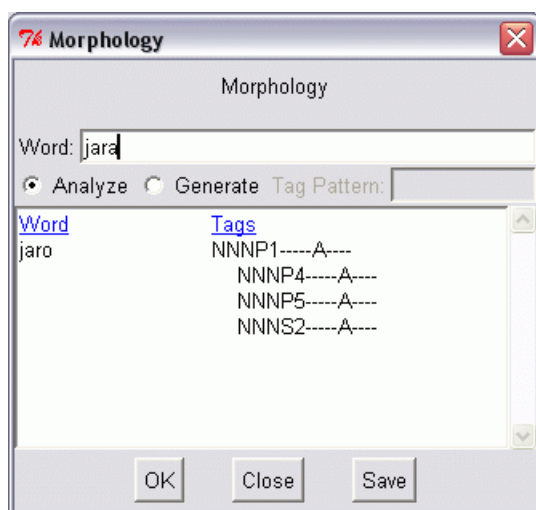 Morphology
Morphology
Word: jara
Analyze Generate Tag Pattern:
Word Tags
jaro NNNP1-----A----
NNNP4-----A----
NNNP5-----A----
NNNS2-----A----
OK Close Save